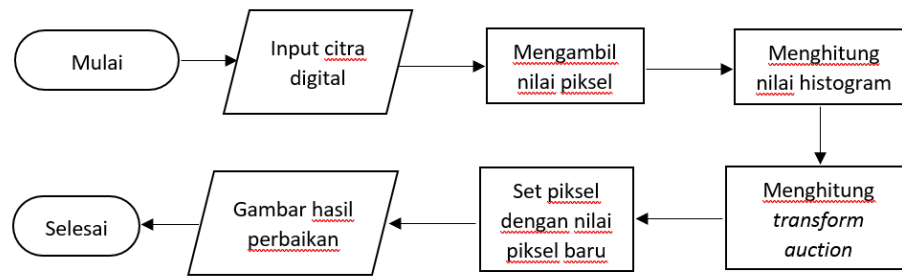 Mulai
Input citra
digital
Mengambil
nilai piksel
Menghitung
nilai histogram
Menghitung
transform
auction
Set piksel
dengan nilai
piksel baru
Gambar hasil
perbaikan
Selesai